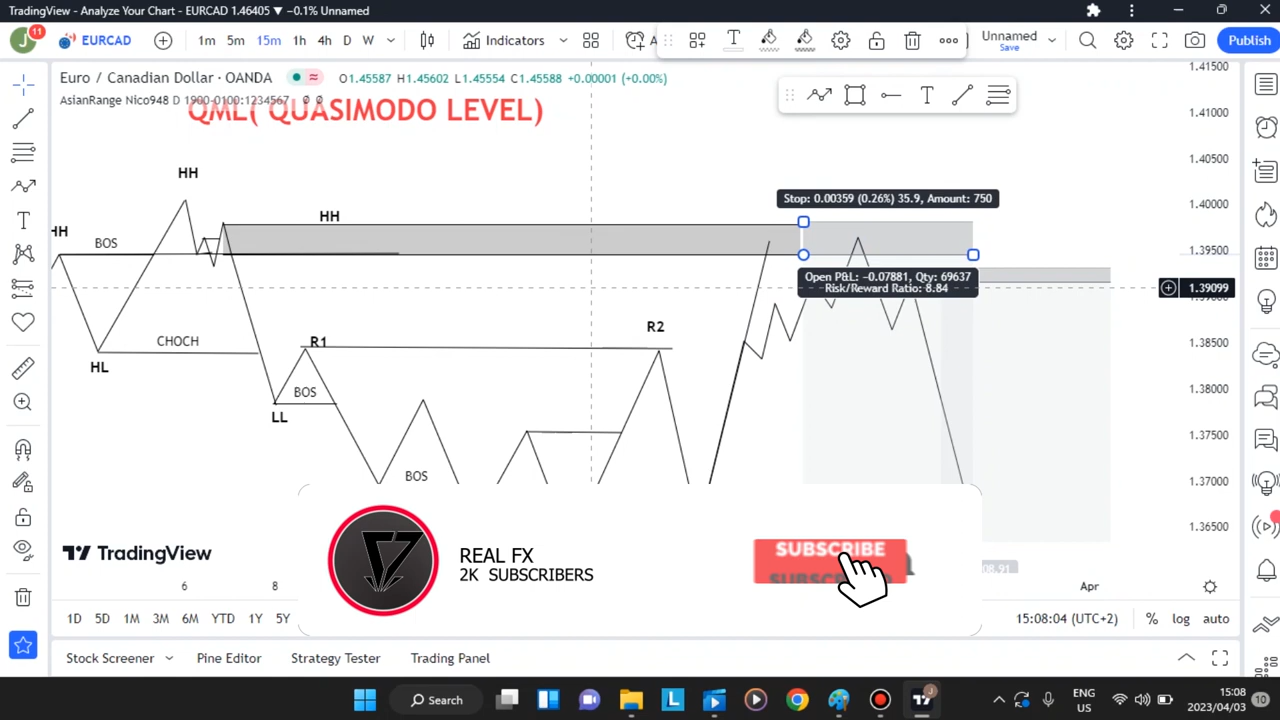 TradingView - Analyze Your Chart - EURCAD 1.46405 ▼ −0.1% Unnamed
J 11 EURCAD 1m 5m 15m 1h 4h D W Indicators A T Unnamed Save Publish
Euro / Canadian Dollar · OANDA O1.45587 H1.46602 L1.45554 C1.45588 +0.00001 (+0.00%)
AsianRange Nico948 D 1900-0100:1234567 ∅ ∅
QML( QUASIMODO LEVEL)
1.41500
1.41000
1.40500
1.40000
1.39500
1.39099
1.39000
1.38500
1.38000
1.37500
1.37000
1.36500
HH
HH
HH
BOS
Stop: 0.00359 (0.26%) 35.9, Amount: 750
Open P&L: −0.07881, Qty: 69637
Risk/Reward Ratio: 8.84
CHOCH
R1
R2
HL
BOS
LL
BOS
REAL FX
2K SUBSCRIBERS
SUBSCRIBE
TradingView
08.91
6 8 Apr
1D 5D 1M 3M 6M YTD 1Y 5Y 15:08:04 (UTC+2) % log auto
Stock Screener Pine Editor Strategy Tester Trading Panel
Search
ENG
US
15:08
2023/04/03
10